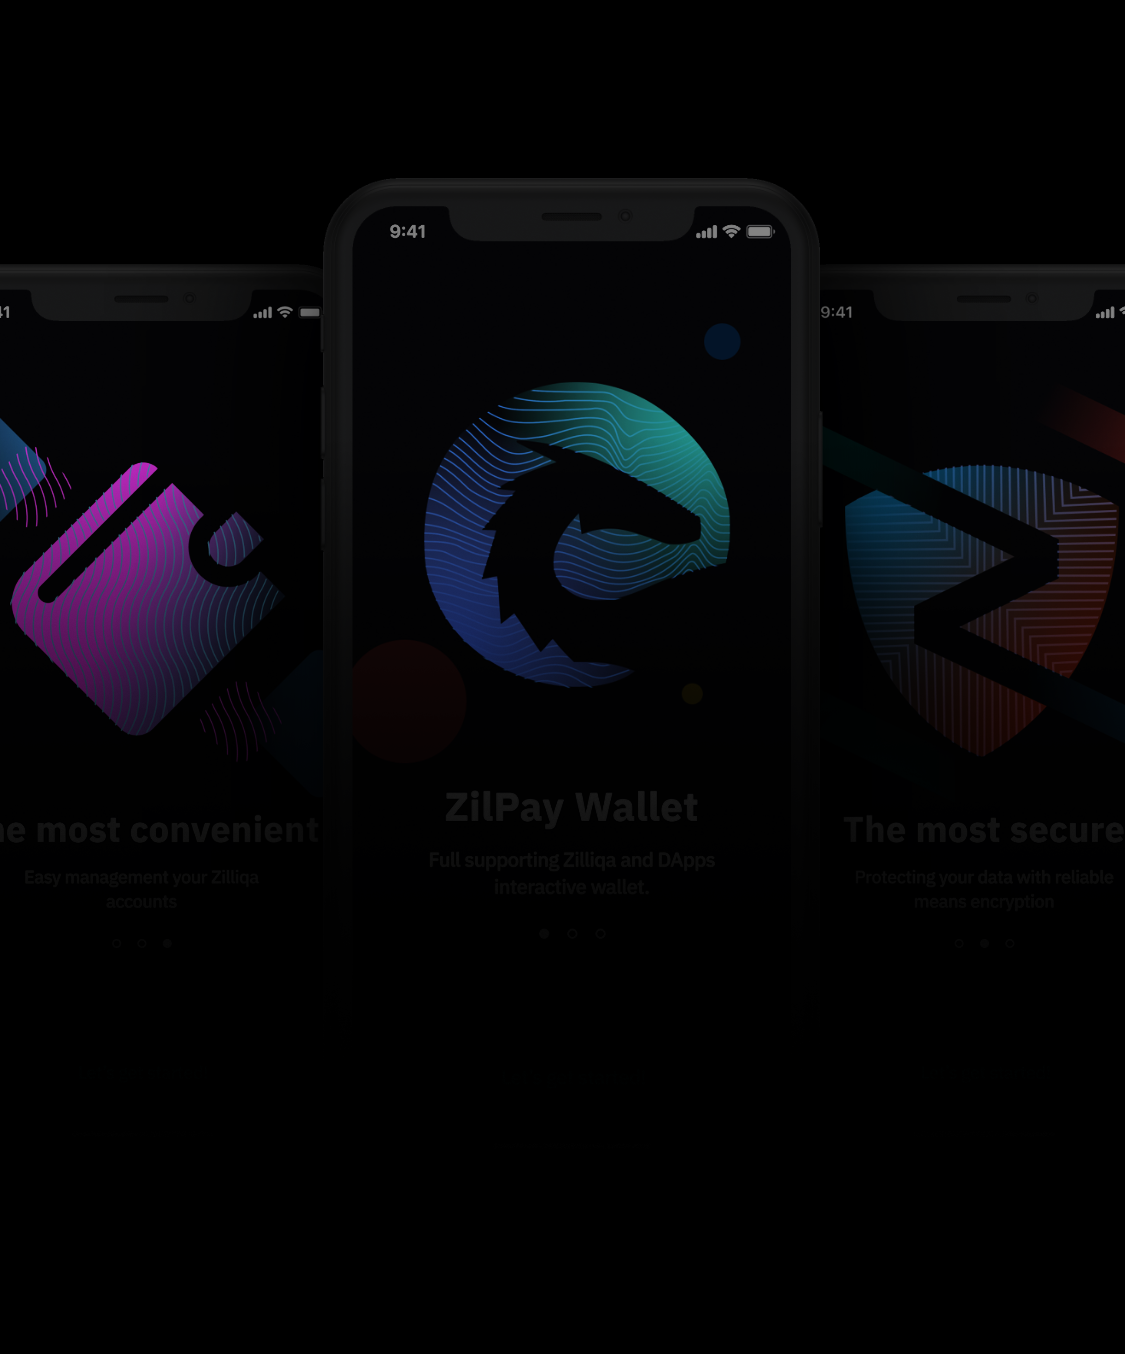 9:41
ZilPay Wallet
Full supporting Zilliqa and DApps
interactive wallet.
41
e most convenient
Easy management your Zilliqa
accounts
9:41
The most secure
Protecting your data with reliable
means encryption